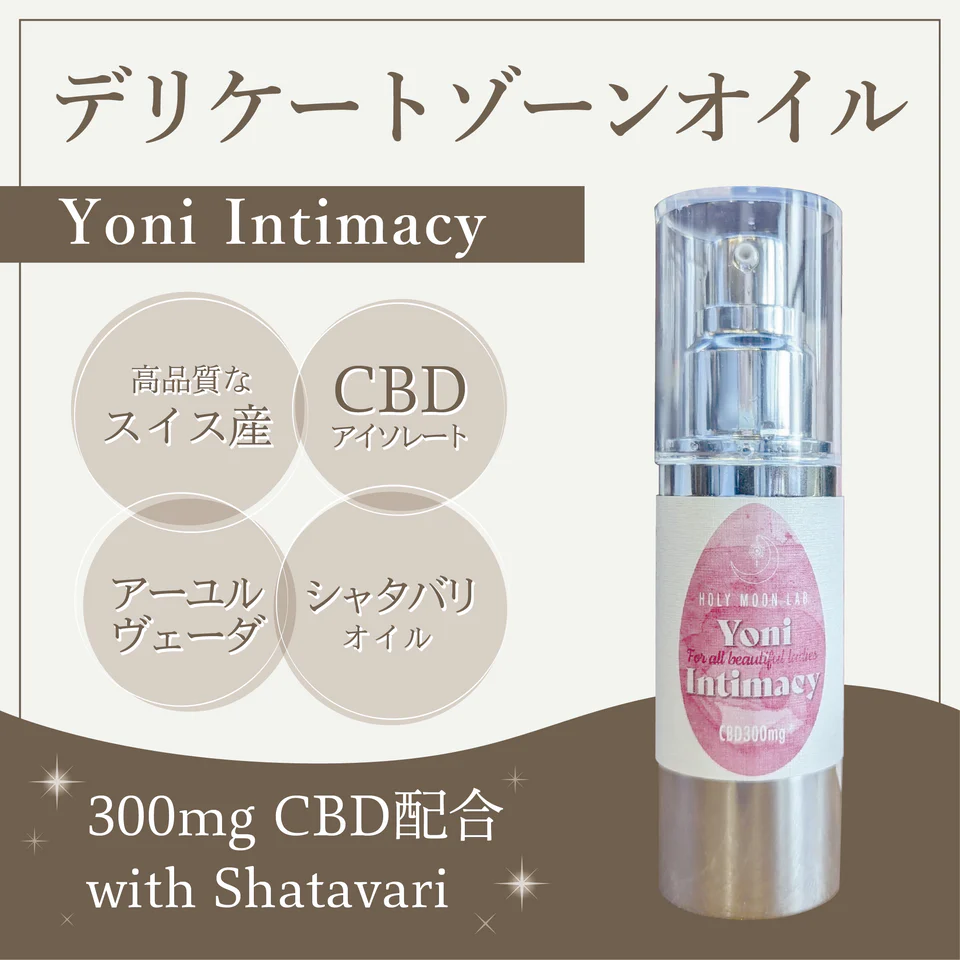 デリケートゾーンオイル
Yoni Intimacy
高品質な
スイス産
CBD
アイソレート
アーユル
ヴェーダ
シャタバリ
オイル
HOLY MOON LAB
Yoni
For all beautiful ladies
Intimacy
CBD300mg
300mg CBD配合
with Shatavari